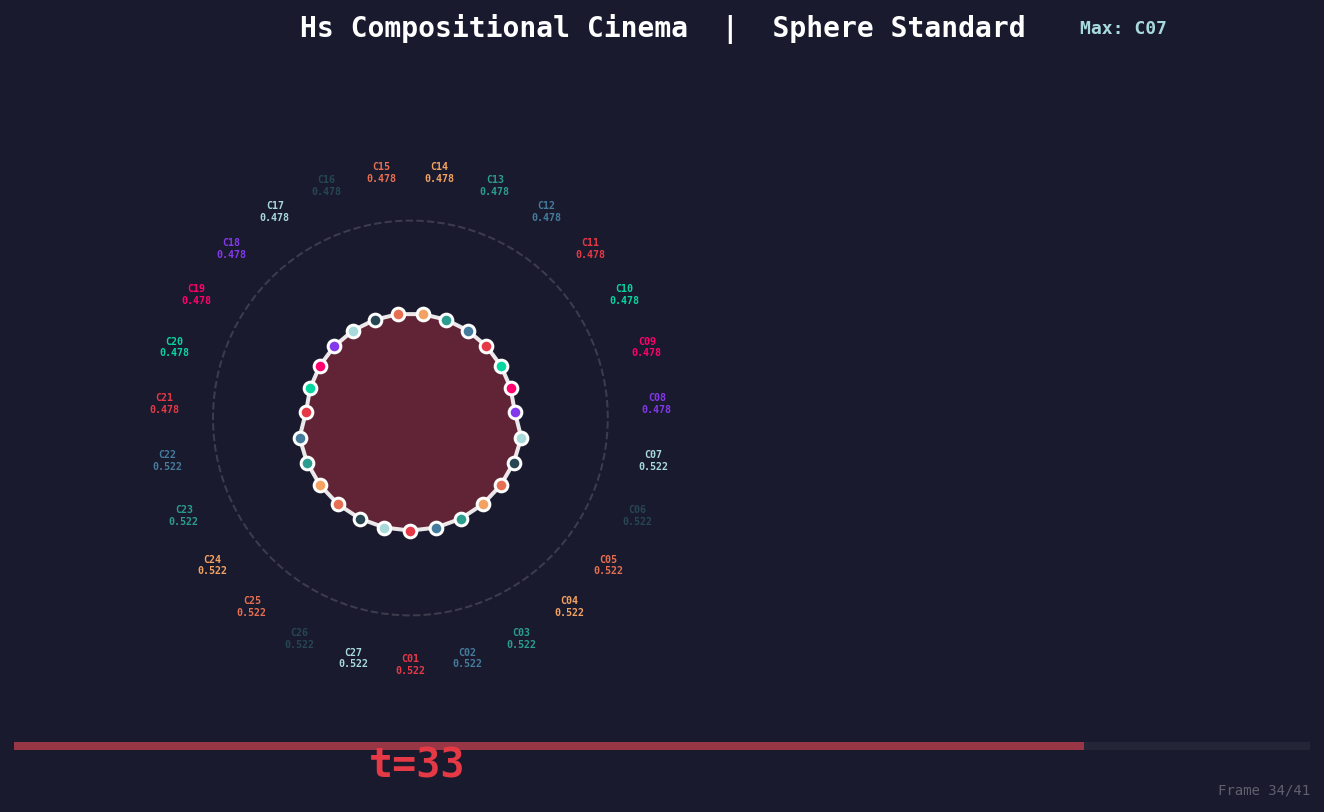 Hs Compositional Cinema | Sphere Standard
Max: C07
C15
0.478
C14
0.478
C16
0.478
C13
0.478
C17
0.478
C12
0.478
C18
0.478
C11
0.478
C19
0.478
C10
0.478
C20
0.478
C09
0.478
C21
0.478
C08
0.478
C22
0.522
C07
0.522
C23
0.522
C06
0.522
C24
0.522
C05
0.522
C25
0.522
C04
0.522
C26
0.522
C03
0.522
C27
0.522
C01
0.522
C02
0.522
t=33
Frame 34/41